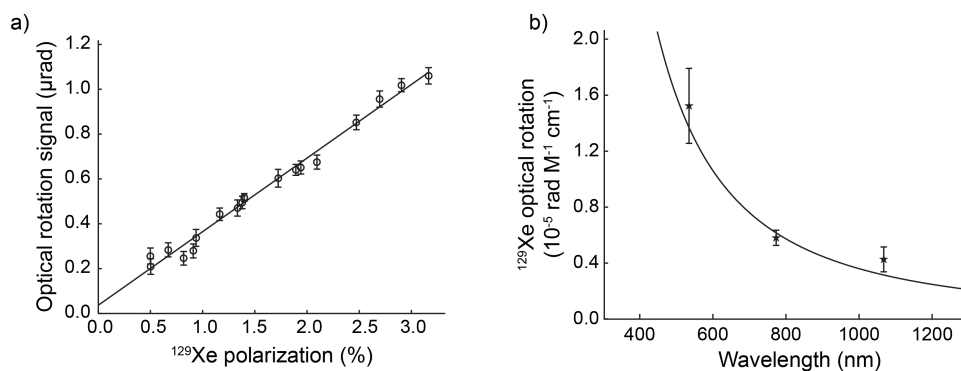 a)
Optical rotation signal (μrad)
1.2
1.0
0.8
0.6
0.4
0.2
0.0
0.0 0.5 1.0 1.5 2.0 2.5 3.0
¹²⁹Xe polarization (%)
b)
¹²⁹Xe optical rotation
(10⁻⁵ rad M⁻¹ cm⁻¹)
2.0
1.6
1.2
0.8
0.4
0.0
400 600 800 1000 1200
Wavelength (nm)